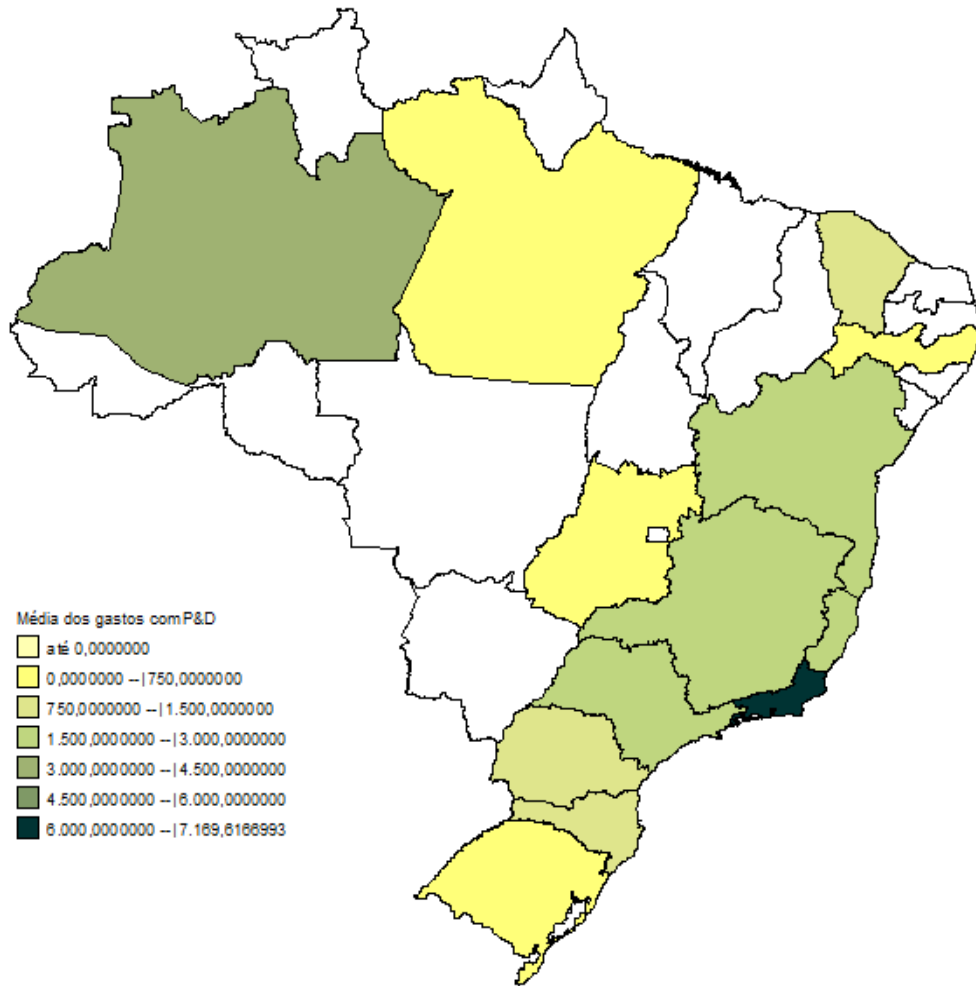 Média dos gastos comP&D
até 0,0000000
0,0000000 --| 750,0000000
750,0000000 --| 1.500,0000000
1.500,0000000 --| 3.000,0000000
3.000,0000000 --| 4.500,0000000
4.500,0000000 --| 6.000,0000000
6.000,0000000 --| 7.169,6166993